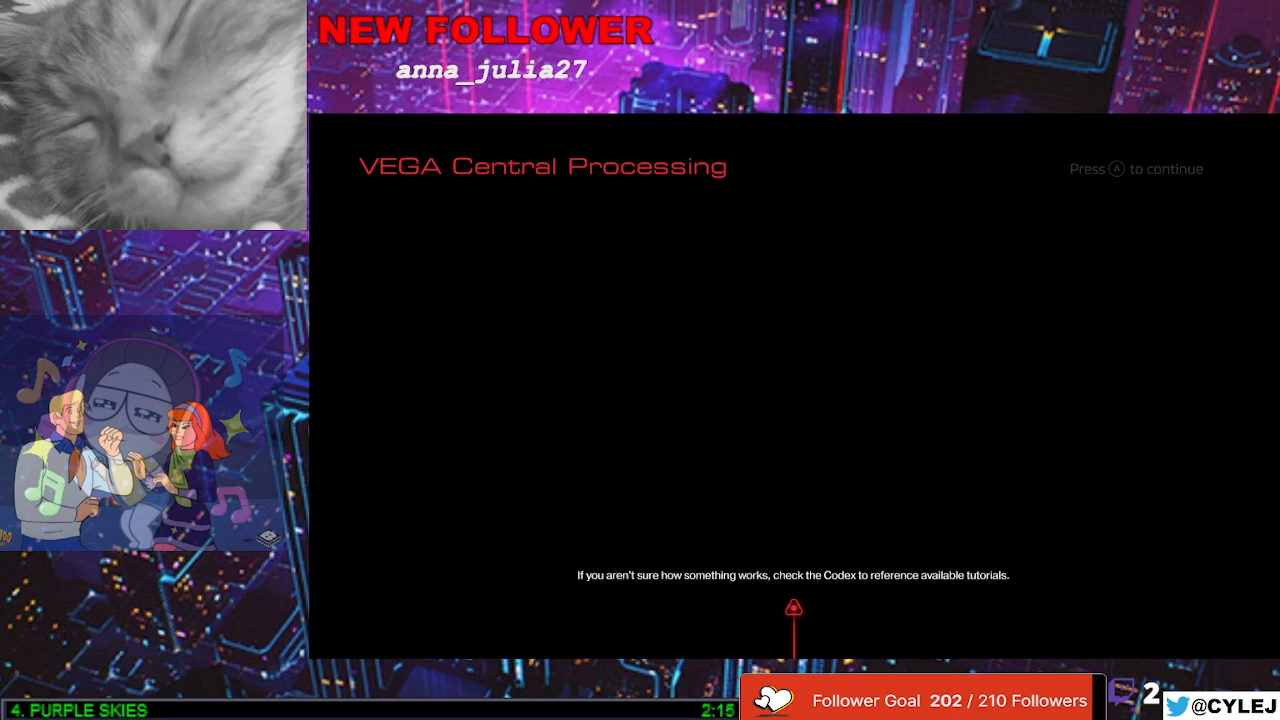 NEW FOLLOWER
anna_julia27
VEGA Central Processing
Press A to continue
If you aren't sure how something works, check the Codex to reference available tutorials.
4. PURPLE SKIES
2:15
Follower Goal 202 / 210 Followers
2
@CYLEJ